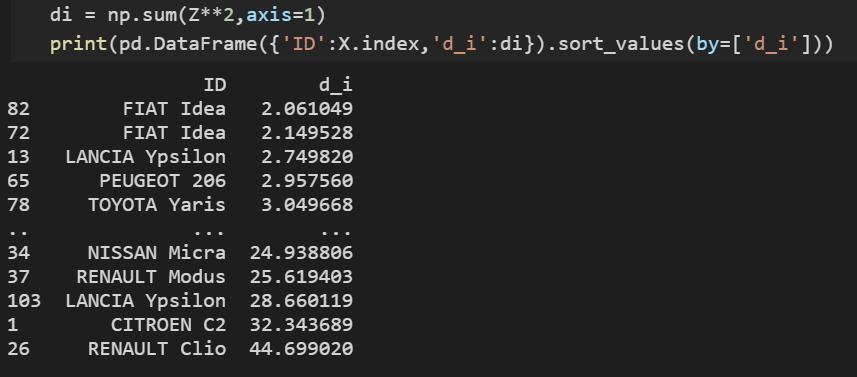 di = np.sum(Z**2,axis=1)
print(pd.DataFrame({'ID':X.index,'d_i':di}).sort_values(by=['d_i']))
ID d_i
82 FIAT Idea 2.061049
72 FIAT Idea 2.149528
13 LANCIA Ypsilon 2.749820
65 PEUGEOT 206 2.957560
78 TOYOTA Yaris 3.049668
.. ... ...
34 NISSAN Micra 24.938806
37 RENAULT Modus 25.619403
103 LANCIA Ypsilon 28.660119
1 CITROEN C2 32.343689
26 RENAULT Clio 44.699020